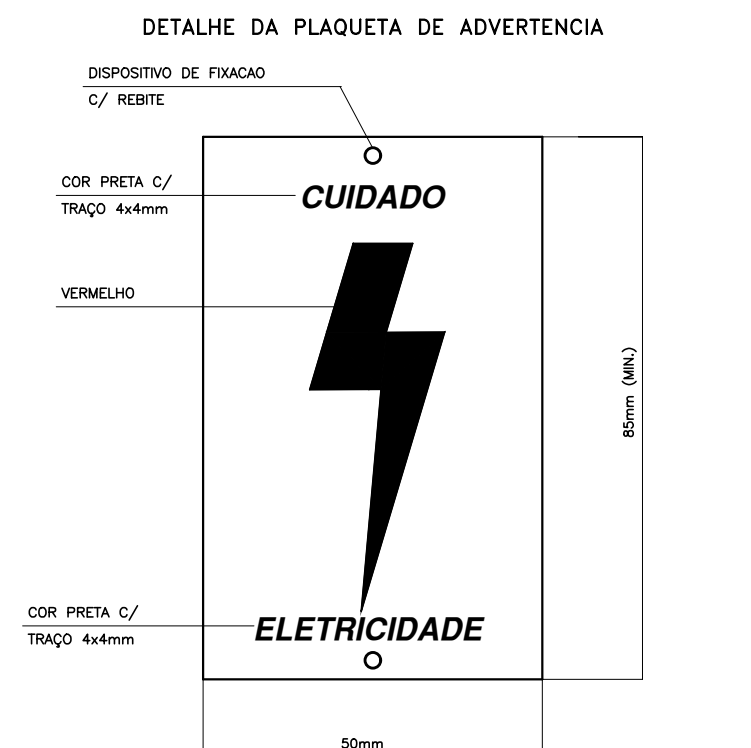 DETALHE DA PLAQUETA DE ADVERTENCIA
DISPOSITIVO DE FIXACAO
C/ REBITE
COR PRETA C/
TRAÇO 4x4mm
CUIDADO
VERMELHO
85mm (MIN.)
COR PRETA C/
TRAÇO 4x4mm
ELETRICIDADE
50mm